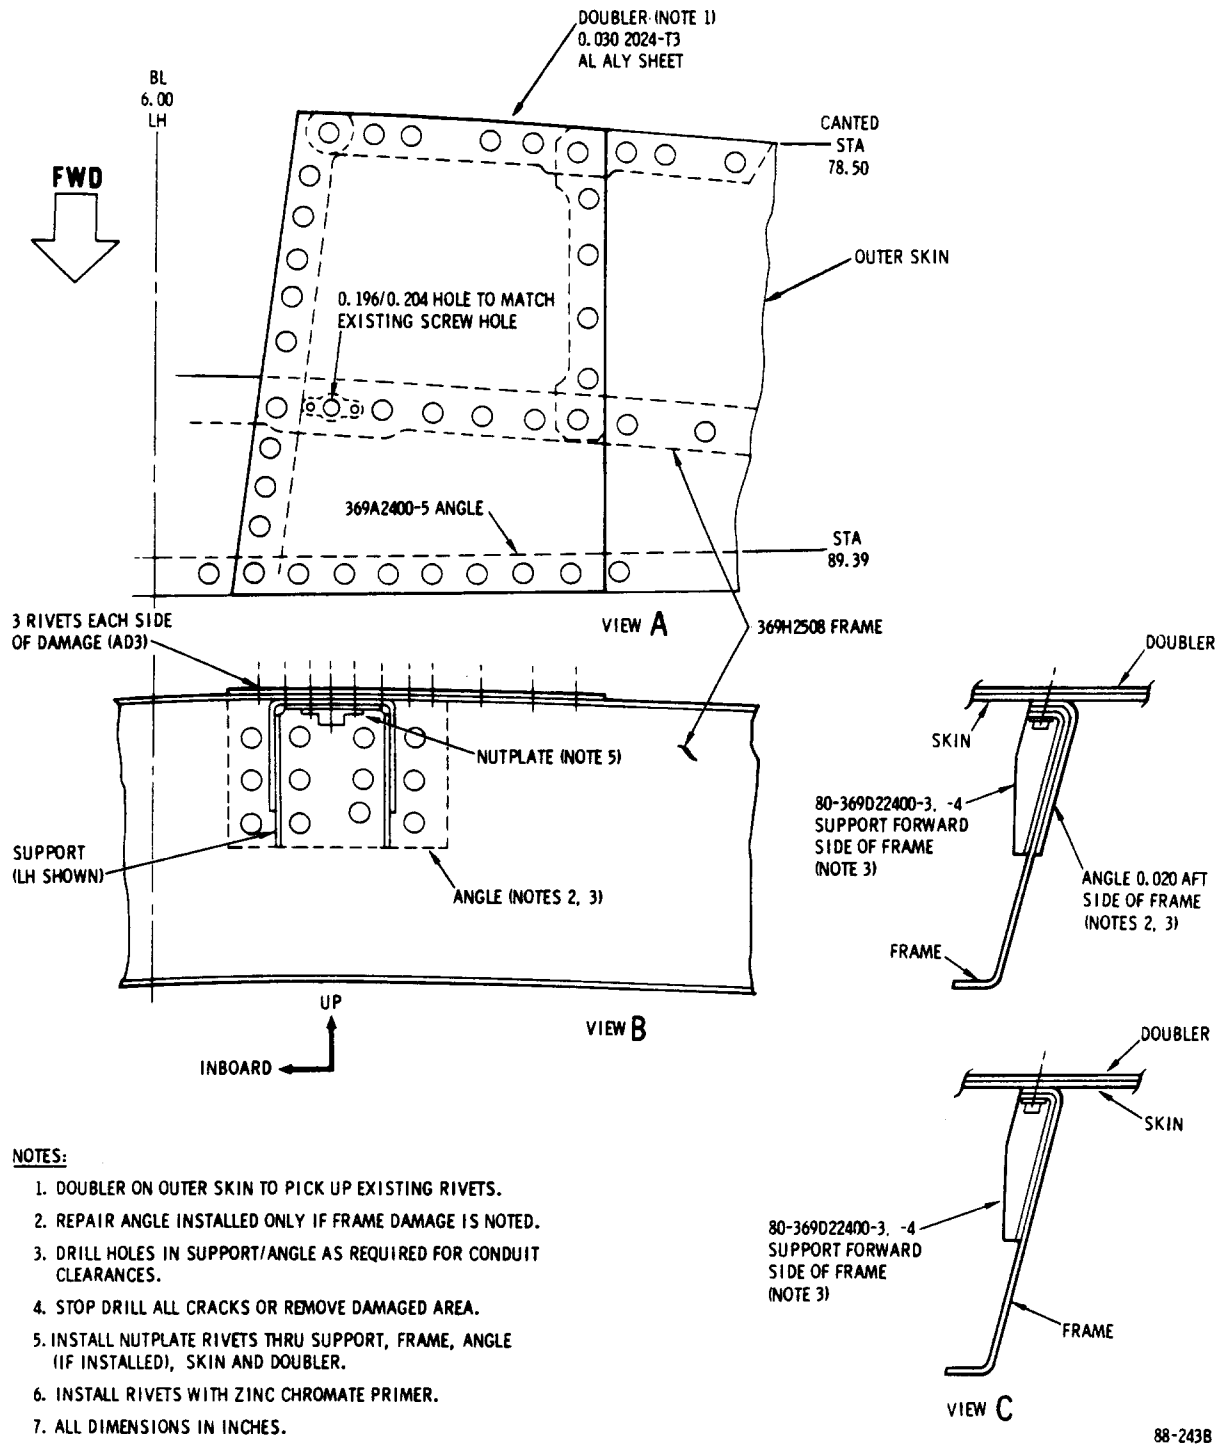 DOUBLER (NOTE 1)
0.030 2024-T3
AL ALY SHEET
BL
6.00
LH
CANTED
STA
78.50
FWD
OUTER SKIN
0.196/0.204 HOLE TO MATCH
EXISTING SCREW HOLE
369A2400-5 ANGLE
STA
89.39
3 RIVETS EACH SIDE
OF DAMAGE (AD3)
VIEW A
369H2508 FRAME
DOUBLER
SKIN
NUTPLATE (NOTE 5)
80-369D22400-3, -4
SUPPORT FORWARD
SIDE OF FRAME
(NOTE 3)
SUPPORT
(LH SHOWN)
ANGLE (NOTES 2, 3)
ANGLE 0.020 AFT
SIDE OF FRAME
(NOTES 2, 3)
FRAME
UP
VIEW B
INBOARD
DOUBLER
SKIN
NOTES:
1. DOUBLER ON OUTER SKIN TO PICK UP EXISTING RIVETS.
2. REPAIR ANGLE INSTALLED ONLY IF FRAME DAMAGE IS NOTED.
3. DRILL HOLES IN SUPPORT/ANGLE AS REQUIRED FOR CONDUIT
CLEARANCES.
4. STOP DRILL ALL CRACKS OR REMOVE DAMAGED AREA.
5. INSTALL NUTPLATE RIVETS THRU SUPPORT, FRAME, ANGLE
(IF INSTALLED), SKIN AND DOUBLER.
6. INSTALL RIVETS WITH ZINC CHROMATE PRIMER.
7. ALL DIMENSIONS IN INCHES.
80-369D22400-3, -4
SUPPORT FORWARD
SIDE OF FRAME
(NOTE 3)
FRAME
VIEW C
88-243B